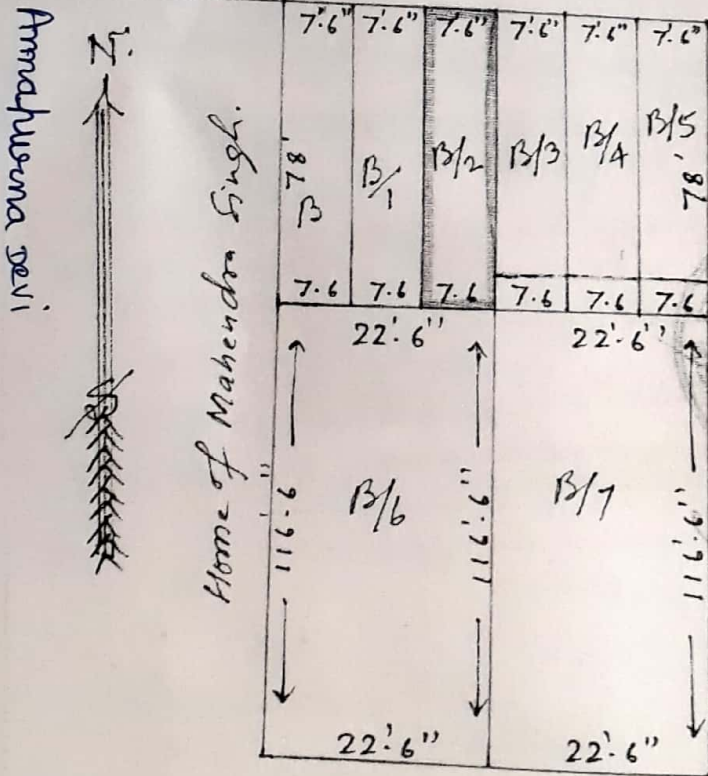 7'.6" 7'.6" 7'.6" 7'.6" 7'.6" 7'.6"
B 78' B/1 B/2 B/3 B/4 B/5 78'
7.6 7.6 7.6 7.6 7.6 7.6
22'.6" 22'.6"
116'.6" B/6 116'.6" B/7 116'.6"
22'.6" 22'.6"
Home of Mahendra Singh.
N
Annapurna Devi